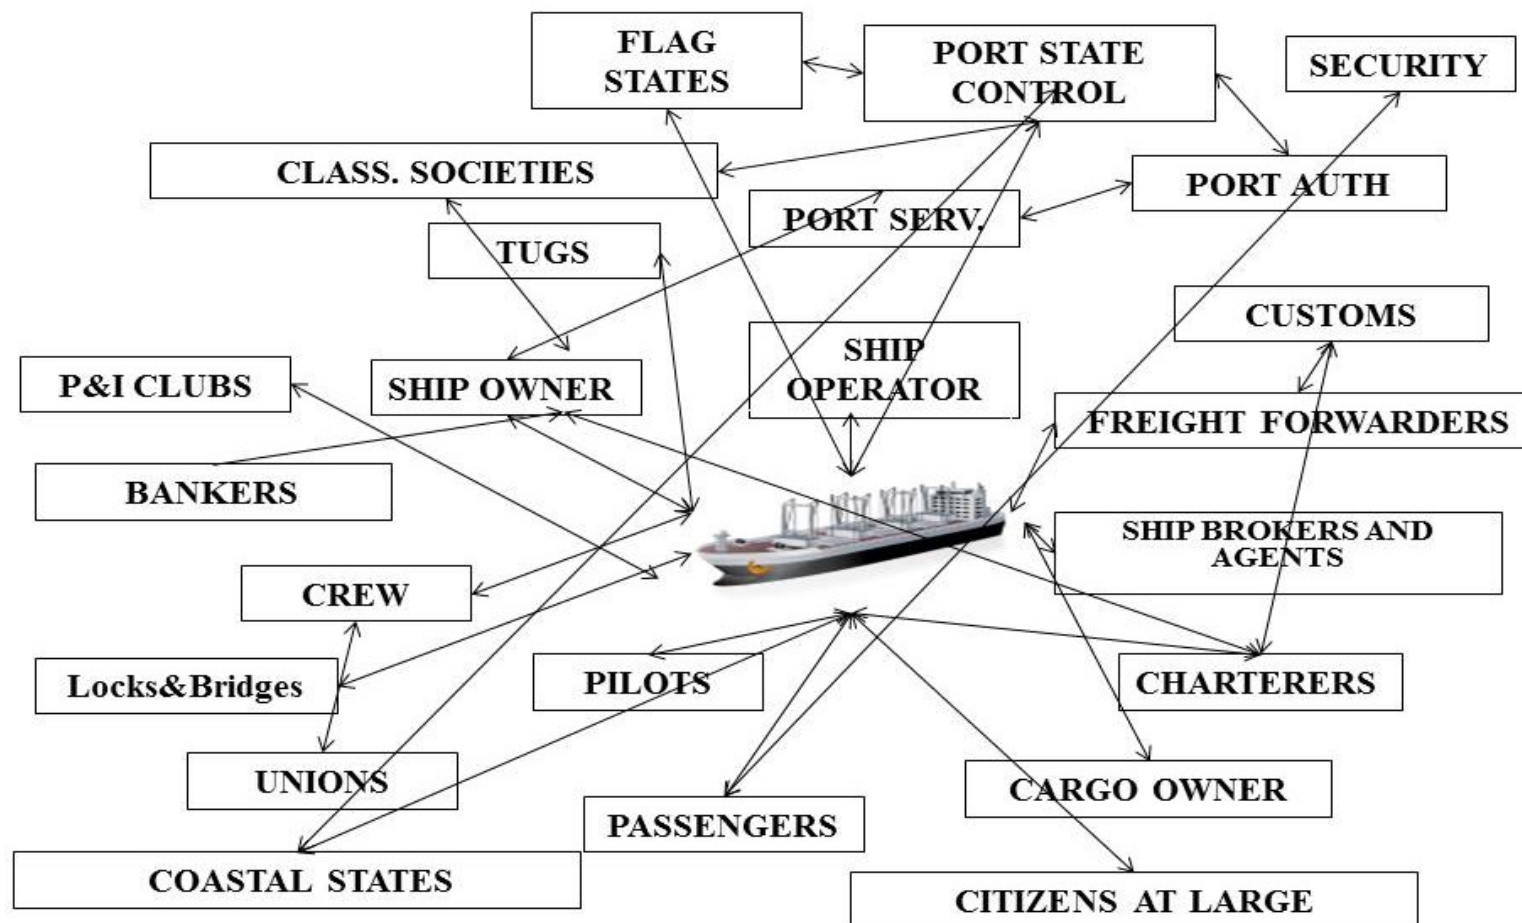 FLAG
STATES
PORT STATE
CONTROL
SECURITY
CLASS. SOCIETIES
PORT AUTH
PORT SERV.
TUGS
CUSTOMS
SHIP
OPERATOR
P&I CLUBS
SHIP OWNER
FREIGHT FORWARDERS
BANKERS
SHIP BROKERS AND
AGENTS
CREW
Locks&Bridges
PILOTS
CHARTERERS
UNIONS
CARGO OWNER
PASSENGERS
COASTAL STATES
CITIZENS AT LARGE